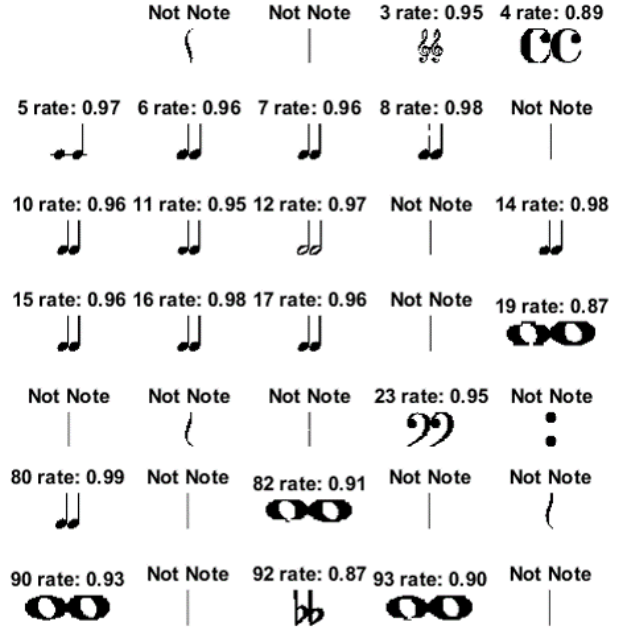 Not Note Not Note 3 rate: 0.95 4 rate: 0.89
5 rate: 0.97 6 rate: 0.96 7 rate: 0.96 8 rate: 0.98 Not Note
10 rate: 0.96 11 rate: 0.95 12 rate: 0.97 Not Note 14 rate: 0.98
15 rate: 0.96 16 rate: 0.98 17 rate: 0.96 Not Note 19 rate: 0.87
Not Note Not Note Not Note 23 rate: 0.95 Not Note
80 rate: 0.99 Not Note 82 rate: 0.91 Not Note Not Note
90 rate: 0.93 Not Note 92 rate: 0.87 93 rate: 0.90 Not Note